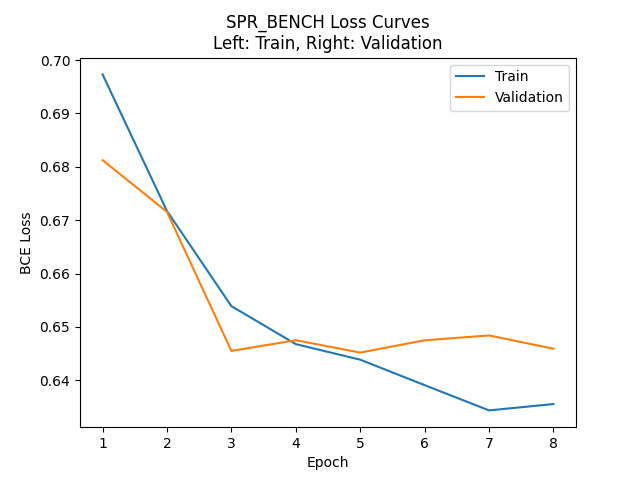 SPR_BENCH Loss Curves
Left: Train, Right: Validation
Train
Validation
BCE Loss
0.70
0.69
0.68
0.67
0.66
0.65
0.64
1 2 3 4 5 6 7 8
Epoch